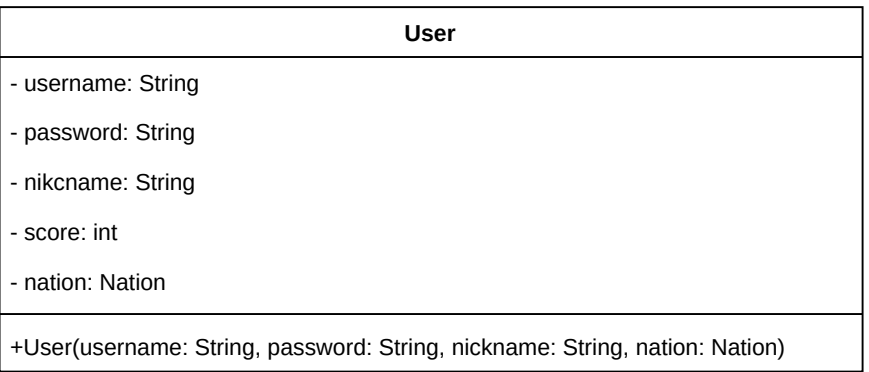 User
- username: String
- password: String
- nikcname: String
- score: int
- nation: Nation
+User(username: String, password: String, nickname: String, nation: Nation)